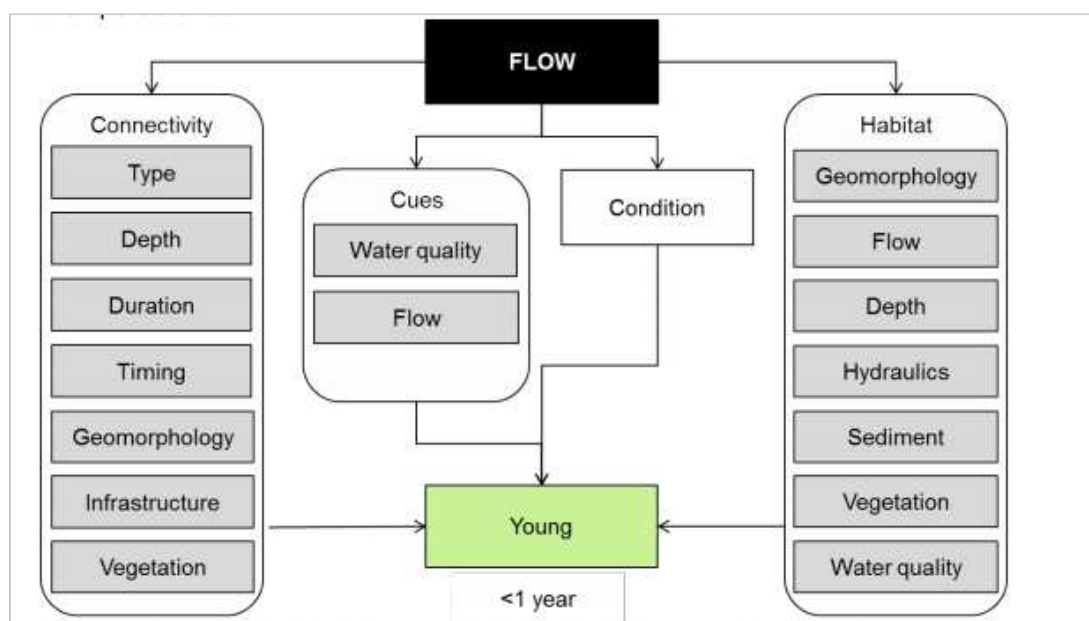 FLOW
Connectivity
Type
Depth
Duration
Timing
Geomorphology
Infrastructure
Vegetation
Cues
Water quality
Flow
Condition
Habitat
Geomorphology
Flow
Depth
Hydraulics
Sediment
Vegetation
Water quality
Young
<1 year